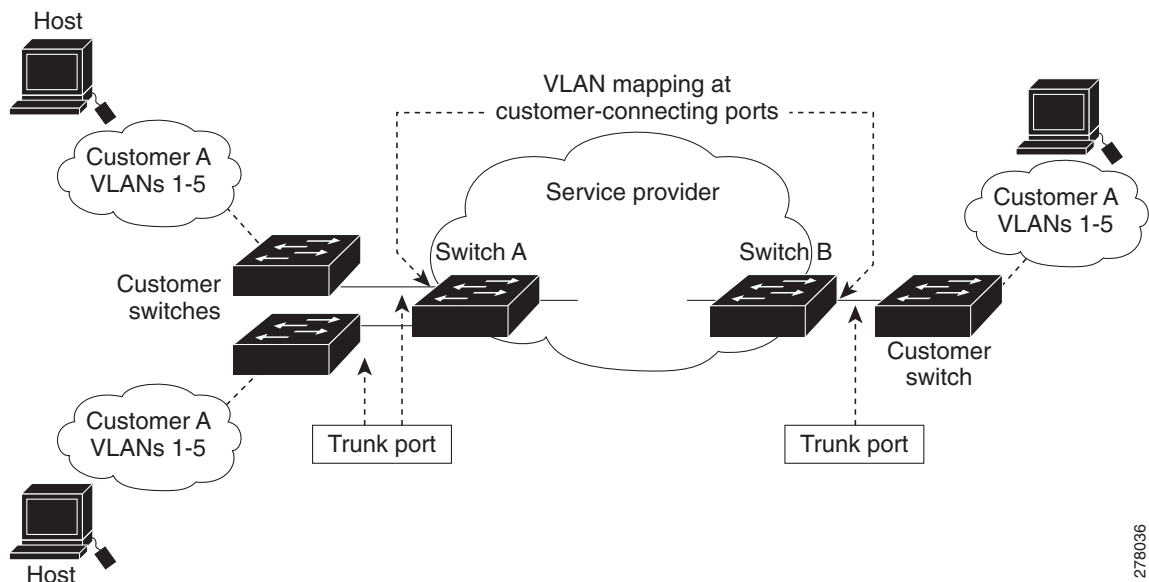 Host
VLAN mapping at
customer-connecting ports
Customer A
VLANs 1-5
Service provider
Customer A
VLANs 1-5
Switch A
Switch B
Customer
switches
Customer
switch
Customer A
VLANs 1-5
Trunk port
Trunk port
Host
278036